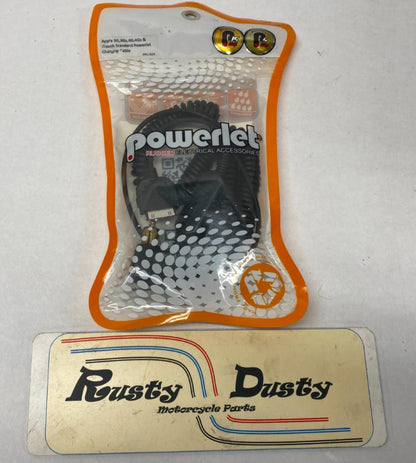 Apple 3G, 3Gs, 4G, 4Gs &
iTouch Standard Powerlet
Charging Cable
powerlet
RUGGED ELECTRICAL ACCESSORIES
Rusty Dusty
Motorcycle Parts